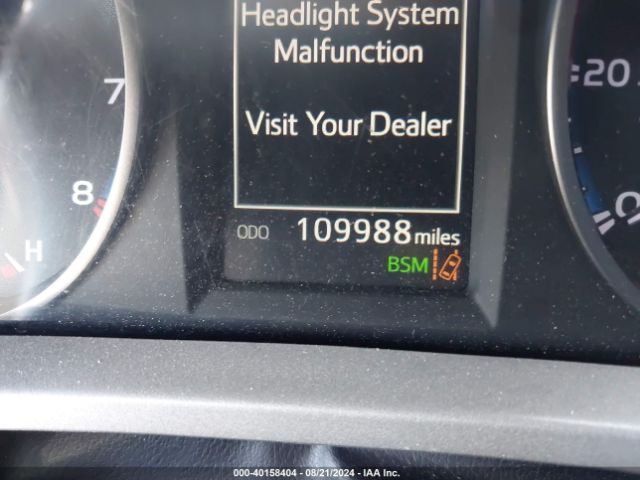 Headlight System
Malfunction
Visit Your Dealer
7
8
H
20
ODO 109988 miles
BSM
000-40158404 - 08/21/2024 - IAA Inc.